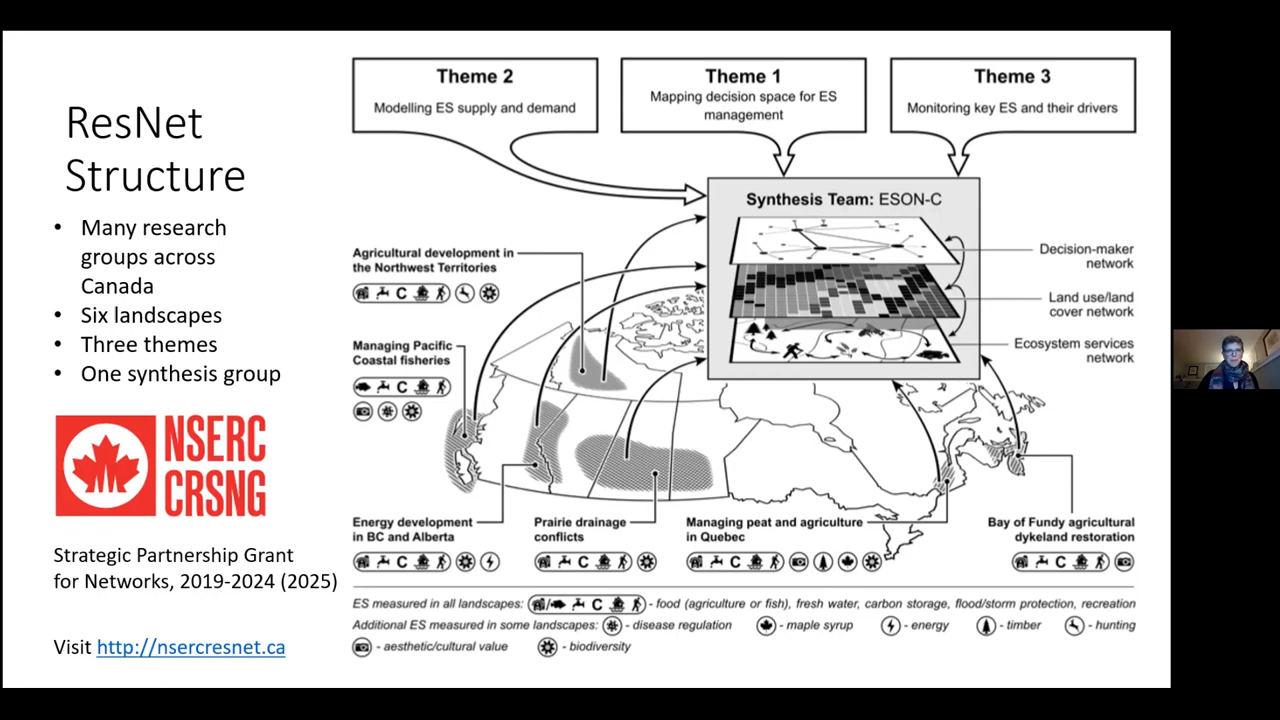 ResNet
Structure
• Many research
groups across
Canada
• Six landscapes
• Three themes
• One synthesis group
NSERC
CRSNG
Strategic Partnership Grant
for Networks, 2019-2024 (2025)
Visit http://nsercresnet.ca
Theme 2
Modelling ES supply and demand
Theme 1
Mapping decision space for ES
management
Theme 3
Monitoring key ES and their drivers
Synthesis Team: ESON-C
Decision-maker
network
Land use/land
cover network
Ecosystem services
network
Agricultural development in
the Northwest Territories
C
Managing Pacific
Coastal fisheries
C
Energy development
in BC and Alberta
C
Prairie drainage
conflicts
C
Managing peat and agriculture
in Quebec
C
Bay of Fundy agricultural
dykeland restoration
C
ES measured in all landscapes: / C - food (agriculture or fish), fresh water, carbon storage, flood/storm protection, recreation
Additional ES measured in some landscapes: - disease regulation - maple syrup - energy - timber - hunting
- aesthetic/cultural value - biodiversity